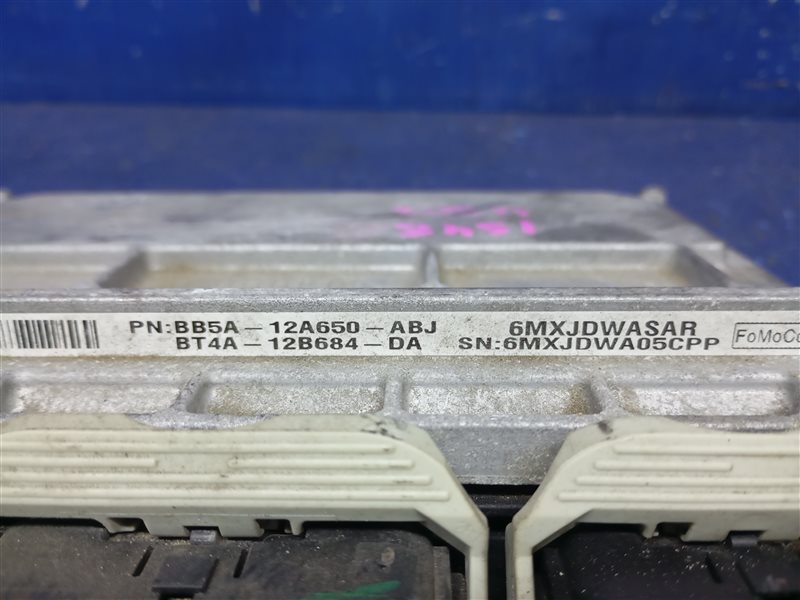 PN:BB5A-12A650-ABJ 6MXJDWASAR
BT4A-12B684-DA SN:6MXJDWA05CPP